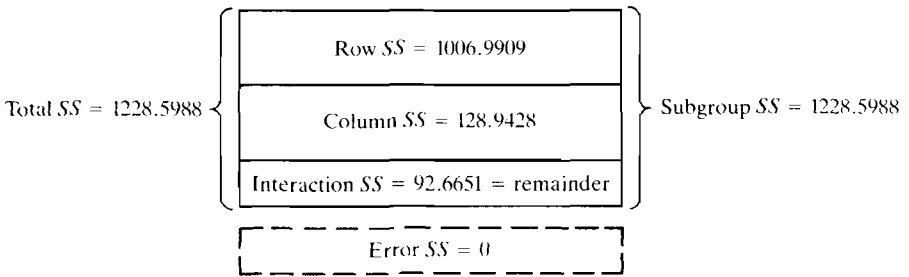 Row SS = 1006.9909
Total SS = 1228.5988
Column SS = 128.9428
Subgroup SS = 1228.5988
Interaction SS = 92.6651 = remainder
Error SS = 0